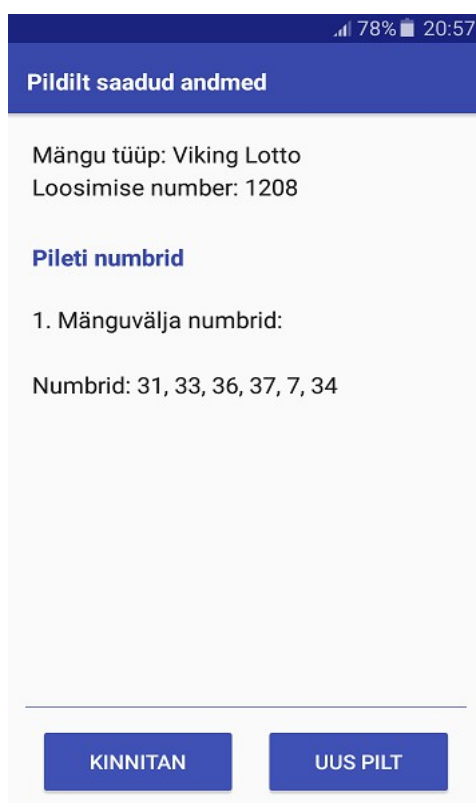 78% 20:57
Pildilt saadud andmed
Mängu tüüp: Viking Lotto
Loosimise number: 1208
Pileti numbrid
1. Mänguvälja numbrid:
Numbrid: 31, 33, 36, 37, 7, 34
KINNITAN UUS PILT